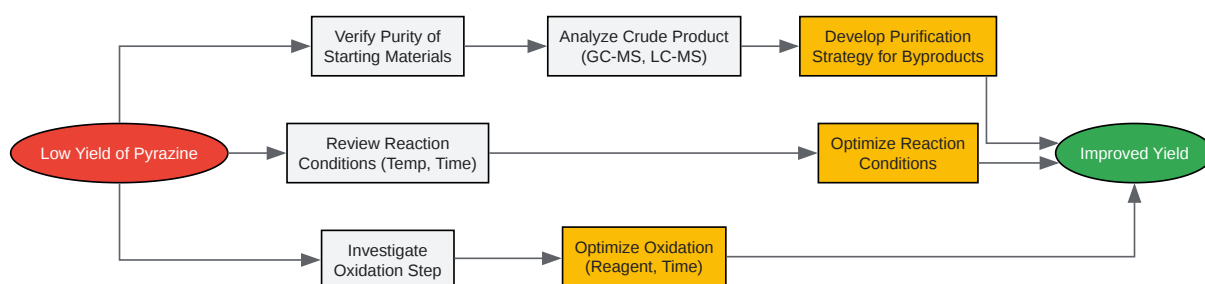 Verify Purity of
Starting Materials
Analyze Crude Product
(GC-MS, LC-MS)
Develop Purification
Strategy for Byproducts
Low Yield of Pyrazine
Review Reaction
Conditions (Temp, Time)
Optimize Reaction
Conditions
Improved Yield
Investigate
Oxidation Step
Optimize Oxidation
(Reagent, Time)